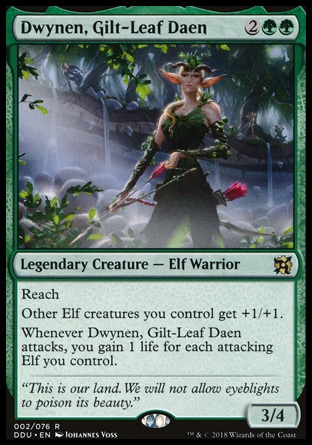 Dwynen, Gilt-Leaf Daen 2
Legendary Creature — Elf Warrior
Reach
Other Elf creatures you control get +1/+1.
Whenever Dwynen, Gilt-Leaf Daen
attacks, you gain 1 life for each attacking
Elf you control.
“This is our land. We will not allow eyeblights
to poison its beauty.”
3/4
002/076 R
DDU • EN Johannes Voss
™ & © 2018 Wizards of the Coast